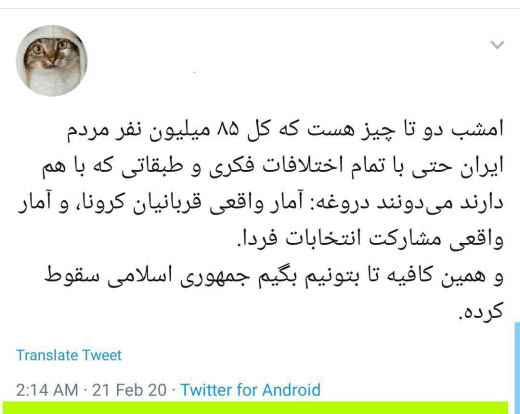 امشب دو تا چیز هست که کل ۸۵ میلیون نفر مردم
ایران حتی با تمام اختلافات فکری و طبقاتی که با هم
دارند می‌دونند دروغه: آمار واقعی قربانیان کرونا، و آمار
واقعی مشارکت انتخابات فردا.
و همین کافیه تا بتونیم بگیم جمهوری اسلامی سقوط
کرده.
Translate Tweet
2:14 AM · 21 Feb 20 · Twitter for Android